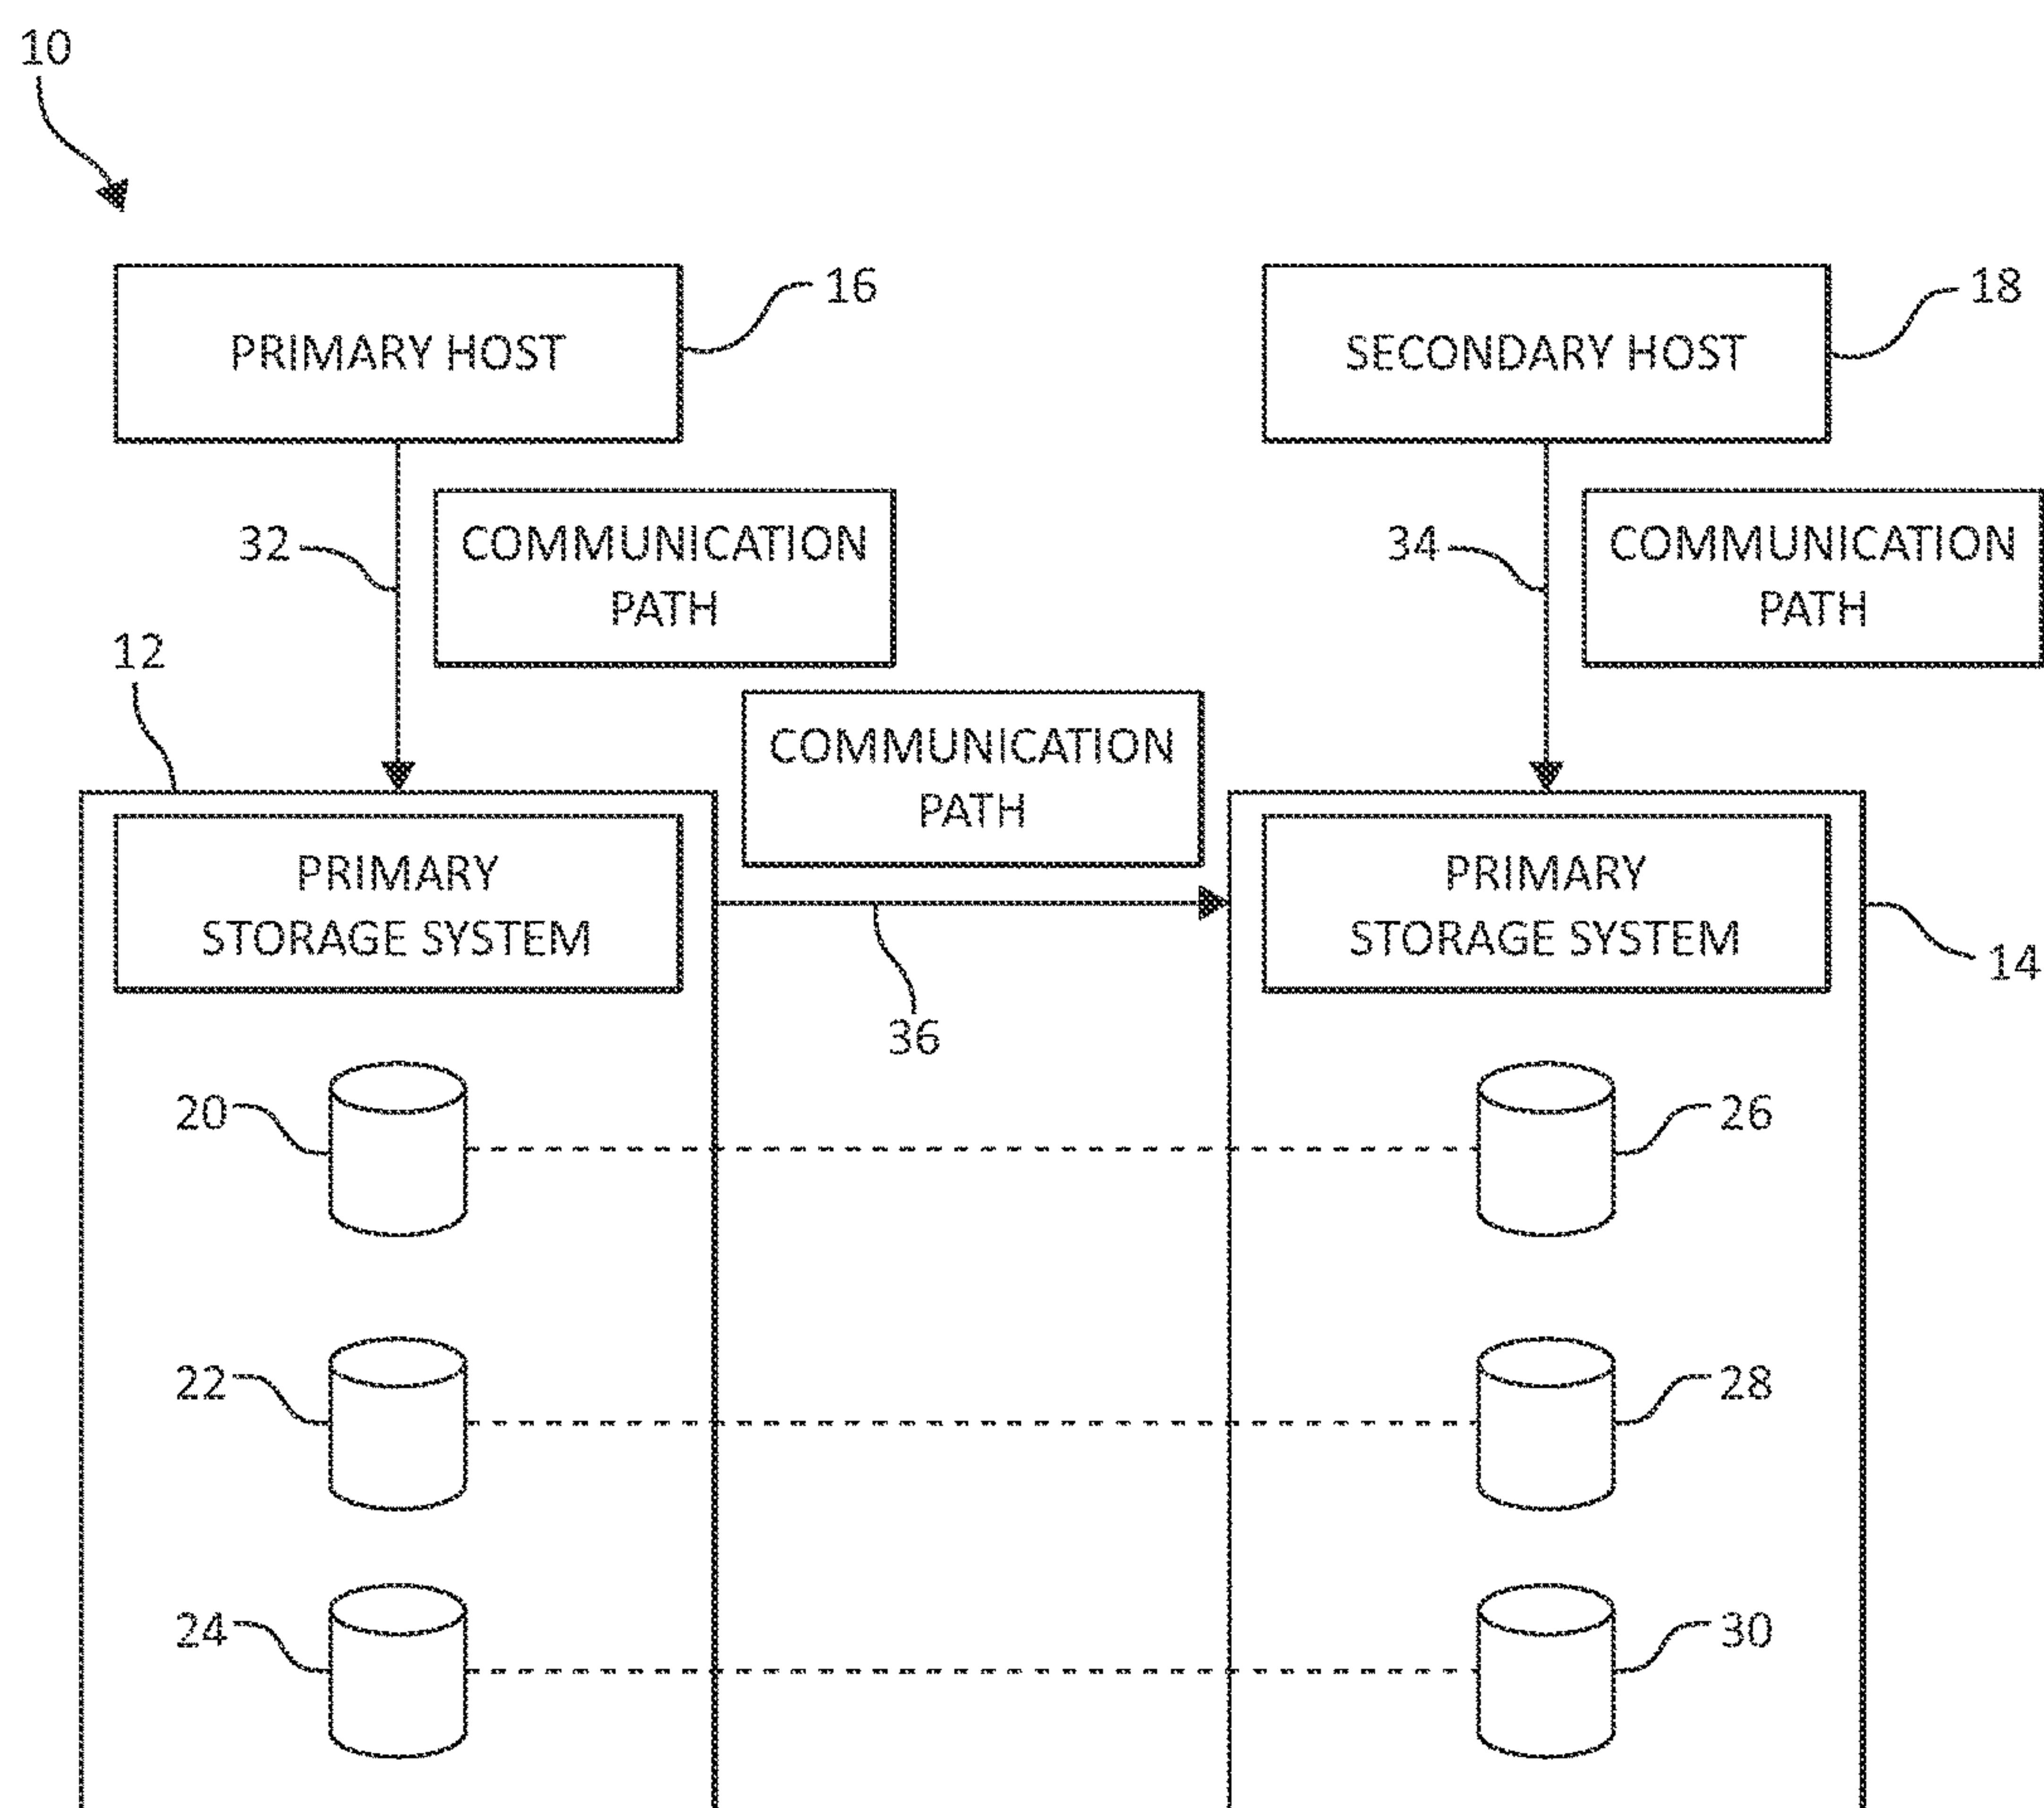 10
PRIMARY HOST
16
SECONDARY HOST
18
32
COMMUNICATION
PATH
34
COMMUNICATION
PATH
12
COMMUNICATION
PATH
PRIMARY
STORAGE SYSTEM
PRIMARY
STORAGE SYSTEM
14
36
20
26
22
28
24
30